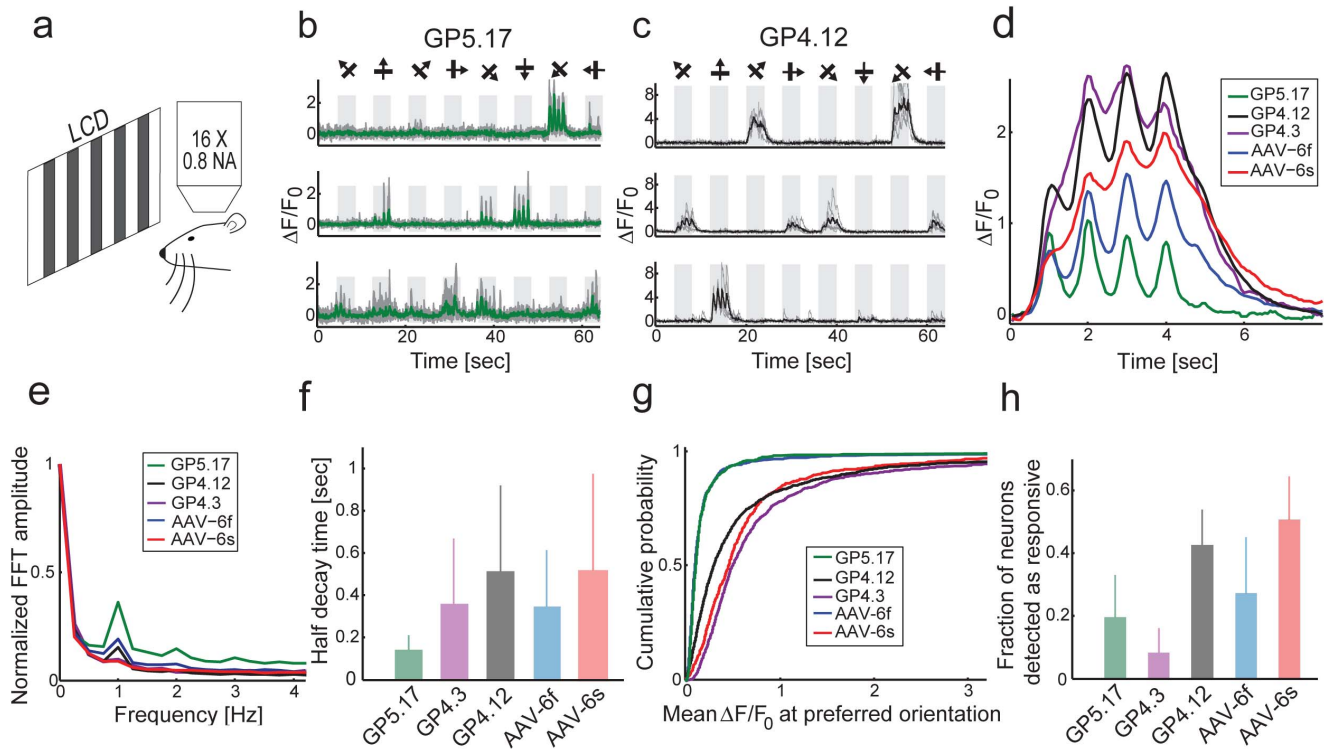 a
LCD
16 X
0.8 NA
b
GP5.17
ΔF/F0
2
0
2
0
2
0
0
20
40
60
Time [sec]
c
GP4.12
ΔF/F0
8
4
0
8
4
0
8
4
0
0
20
40
60
Time [sec]
d
ΔF/F0
2
1
0
0
2
4
6
Time [sec]
GP5.17
GP4.12
GP4.3
AAV-6f
AAV-6s
e
Normalized FFT amplitude
1
0.5
0
0
1
2
3
4
Frequency [Hz]
GP5.17
GP4.12
GP4.3
AAV-6f
AAV-6s
f
Half decay time [sec]
1
0.8
0.6
0.4
0.2
0
GP5.17
GP4.3
GP4.12
AAV-6f
AAV-6s
g
Cumulative probability
1
0.5
0
0
1
2
3
Mean ΔF/F0 at preferred orientation
GP5.17
GP4.12
GP4.3
AAV-6f
AAV-6s
h
Fraction of neurons
detected as responsive
0.6
0.4
0.2
0
GP5.17
GP4.3
GP4.12
AAV-6f
AAV-6s